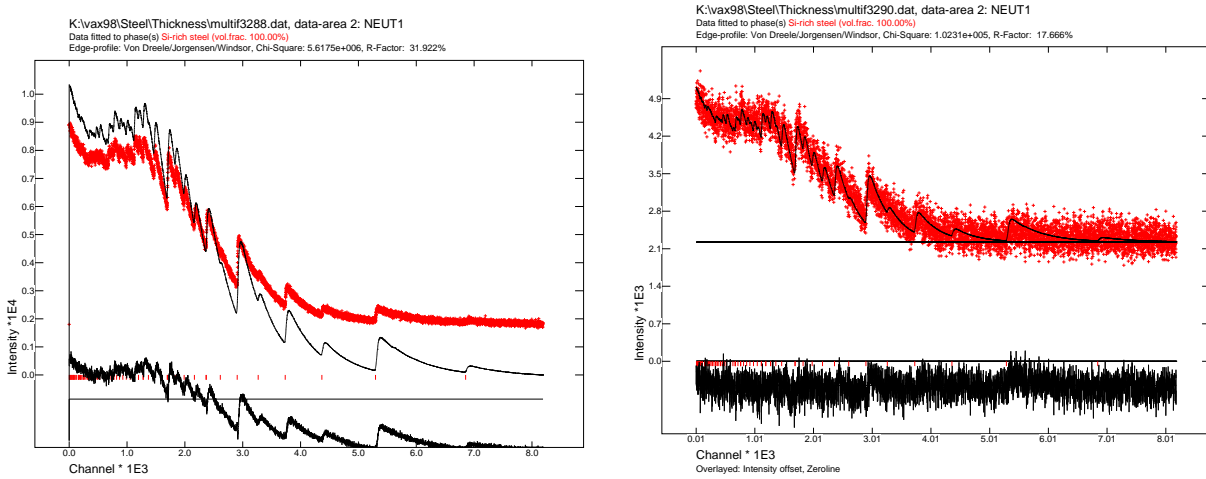 K:\vax98\Steel\Thickness\multif3288.dat, data-area 2: NEUT1
Data fitted to phase(s) Si-rich steel (vol.frac. 100.00%)
Edge-profile: Von Dreele/Jorgensen/Windsor, Chi-Square: 5.6175e+006, R-Factor: 31.922%
Intensity *1E4
1.0
0.9
0.8
0.7
0.6
0.5
0.4
0.3
0.2
0.1
0.0
0.0 1.0 2.0 3.0 4.0 5.0 6.0 7.0 8.0
Channel * 1E3
K:\vax98\Steel\Thickness\multif3290.dat, data-area 2: NEUT1
Data fitted to phase(s) Si-rich steel (vol.frac. 100.00%)
Edge-profile: Von Dreele/Jorgensen/Windsor, Chi-Square: 1.0231e+005, R-Factor: 17.666%
Intensity *1E3
4.9
4.2
3.5
2.8
2.1
1.4
0.7
0.0
0.01 1.01 2.01 3.01 4.01 5.01 6.01 7.01 8.01
Channel * 1E3
Overlayed: Intensity offset, Zeroline